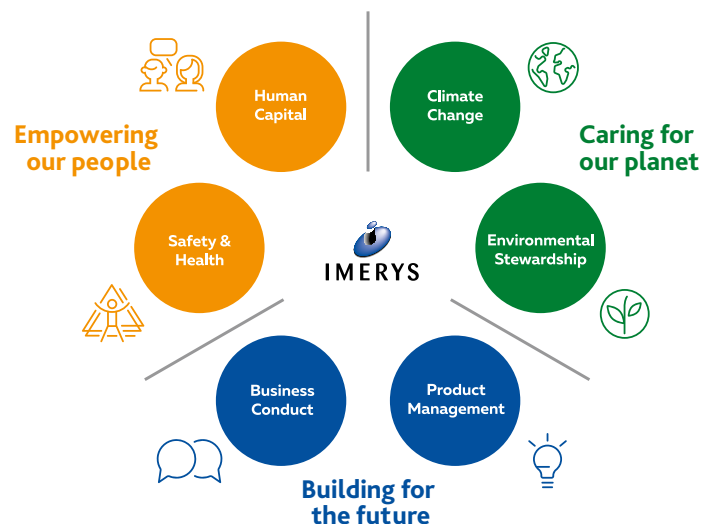 Human
Capital
Climate
Change
Empowering
our people
Caring for
our planet
Safety &
Health
Environmental
Stewardship
IMERYS
Business
Conduct
Product
Management
Building for
the future